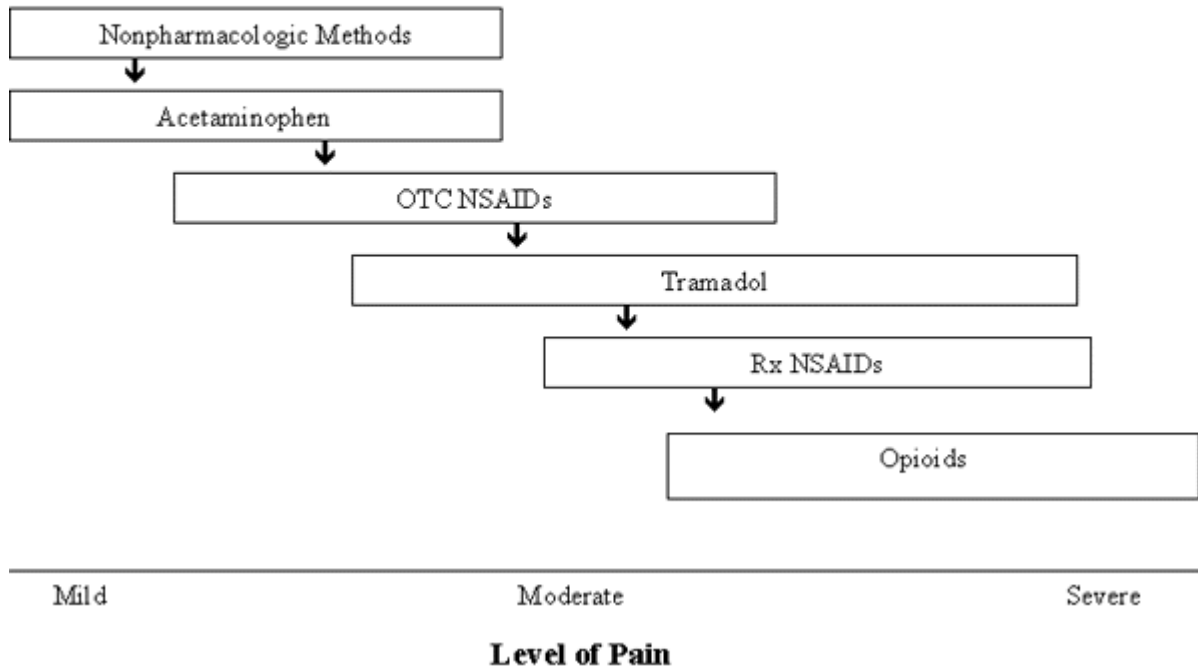 Nonpharmacologic Methods
Acetaminophen
OTC NSAIDs
Tramadol
Rx NSAIDs
Opioids
Mild Moderate Severe
Level of Pain